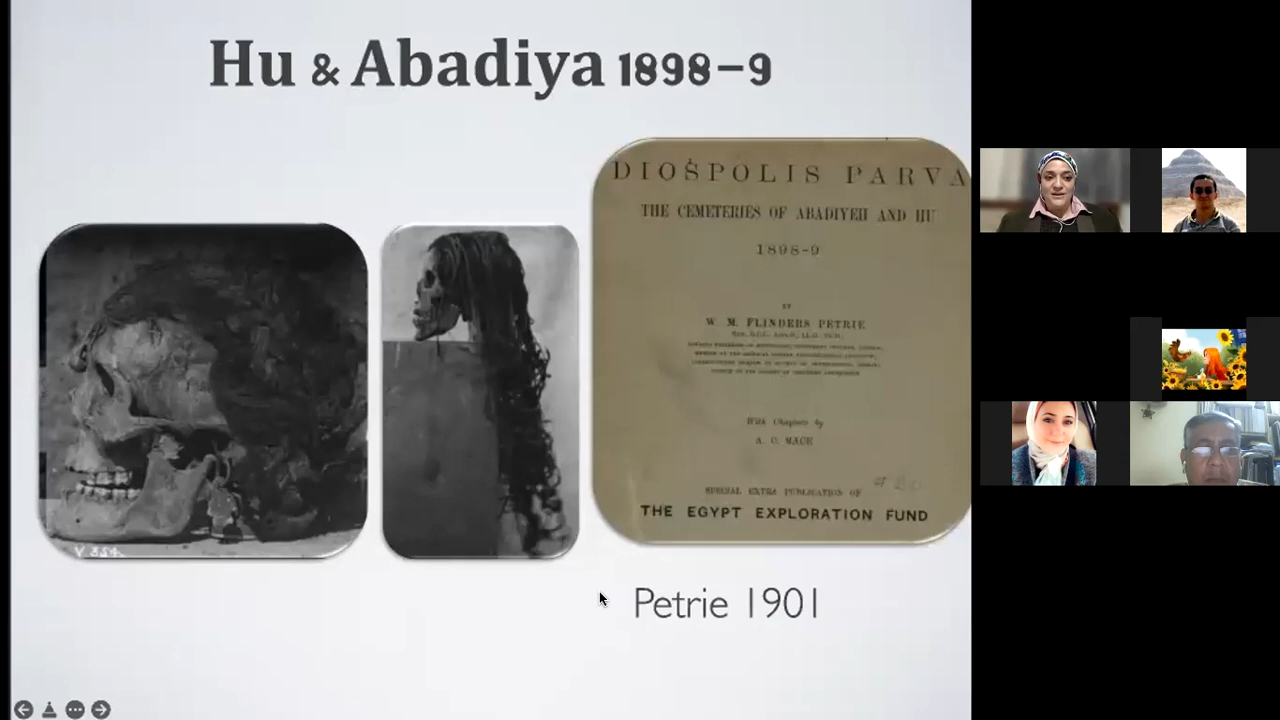 Hu & Abadiya 1898–9
V 354.
DIOSPOLIS PARVA
THE CEMETERIES OF ABADIYEH AND HU
1898-9
BY
W. M. FLINDERS PETRIE
With Chapters by
A. C. MACE
SPECIAL EXTRA PUBLICATION OF
THE EGYPT EXPLORATION FUND
Petrie 1901